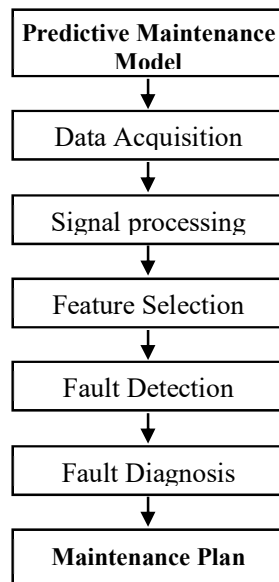 Predictive Maintenance
Model
Data Acquisition
Signal processing
Feature Selection
Fault Detection
Fault Diagnosis
Maintenance Plan